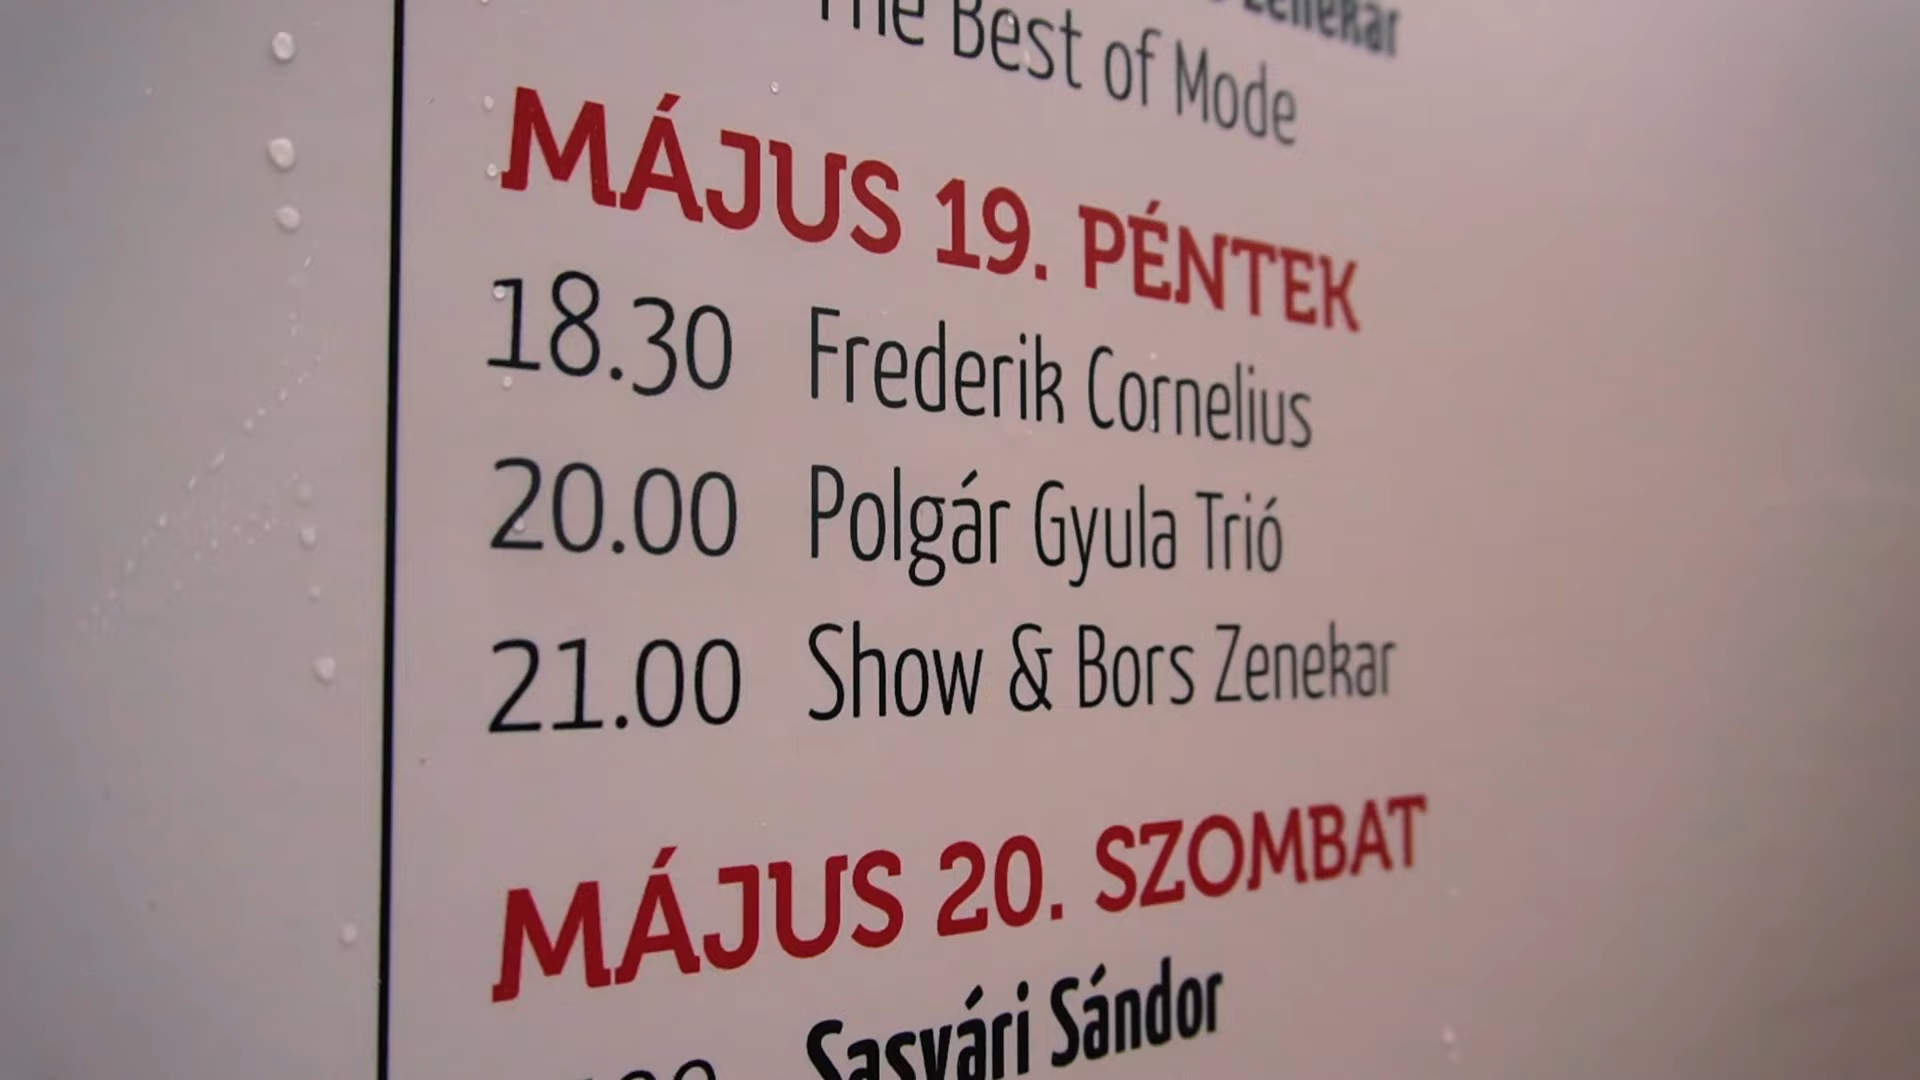 Zenekar
The Best of Mode
MÁJUS 19. PÉNTEK
18.30 Frederik Cornelius
20.00 Polgár Gyula Trió
21.00 Show & Bors Zenekar
MÁJUS 20. SZOMBAT
Sasvári Sándor